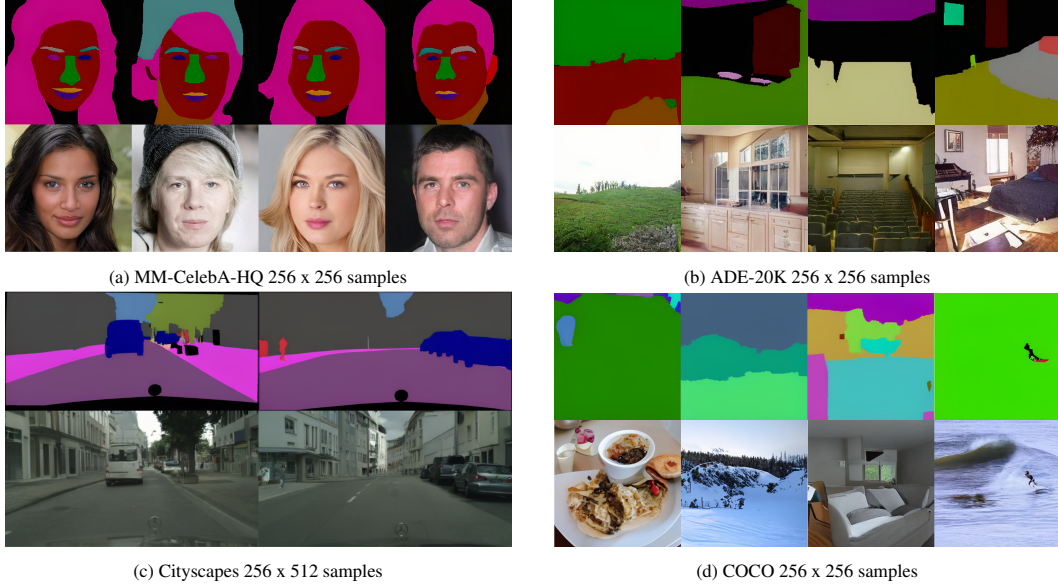 (a) MM-CelebA-HQ 256 x 256 samples
(b) ADE-20K 256 x 256 samples
(c) Cityscapes 256 x 512 samples
(d) COCO 256 x 256 samples